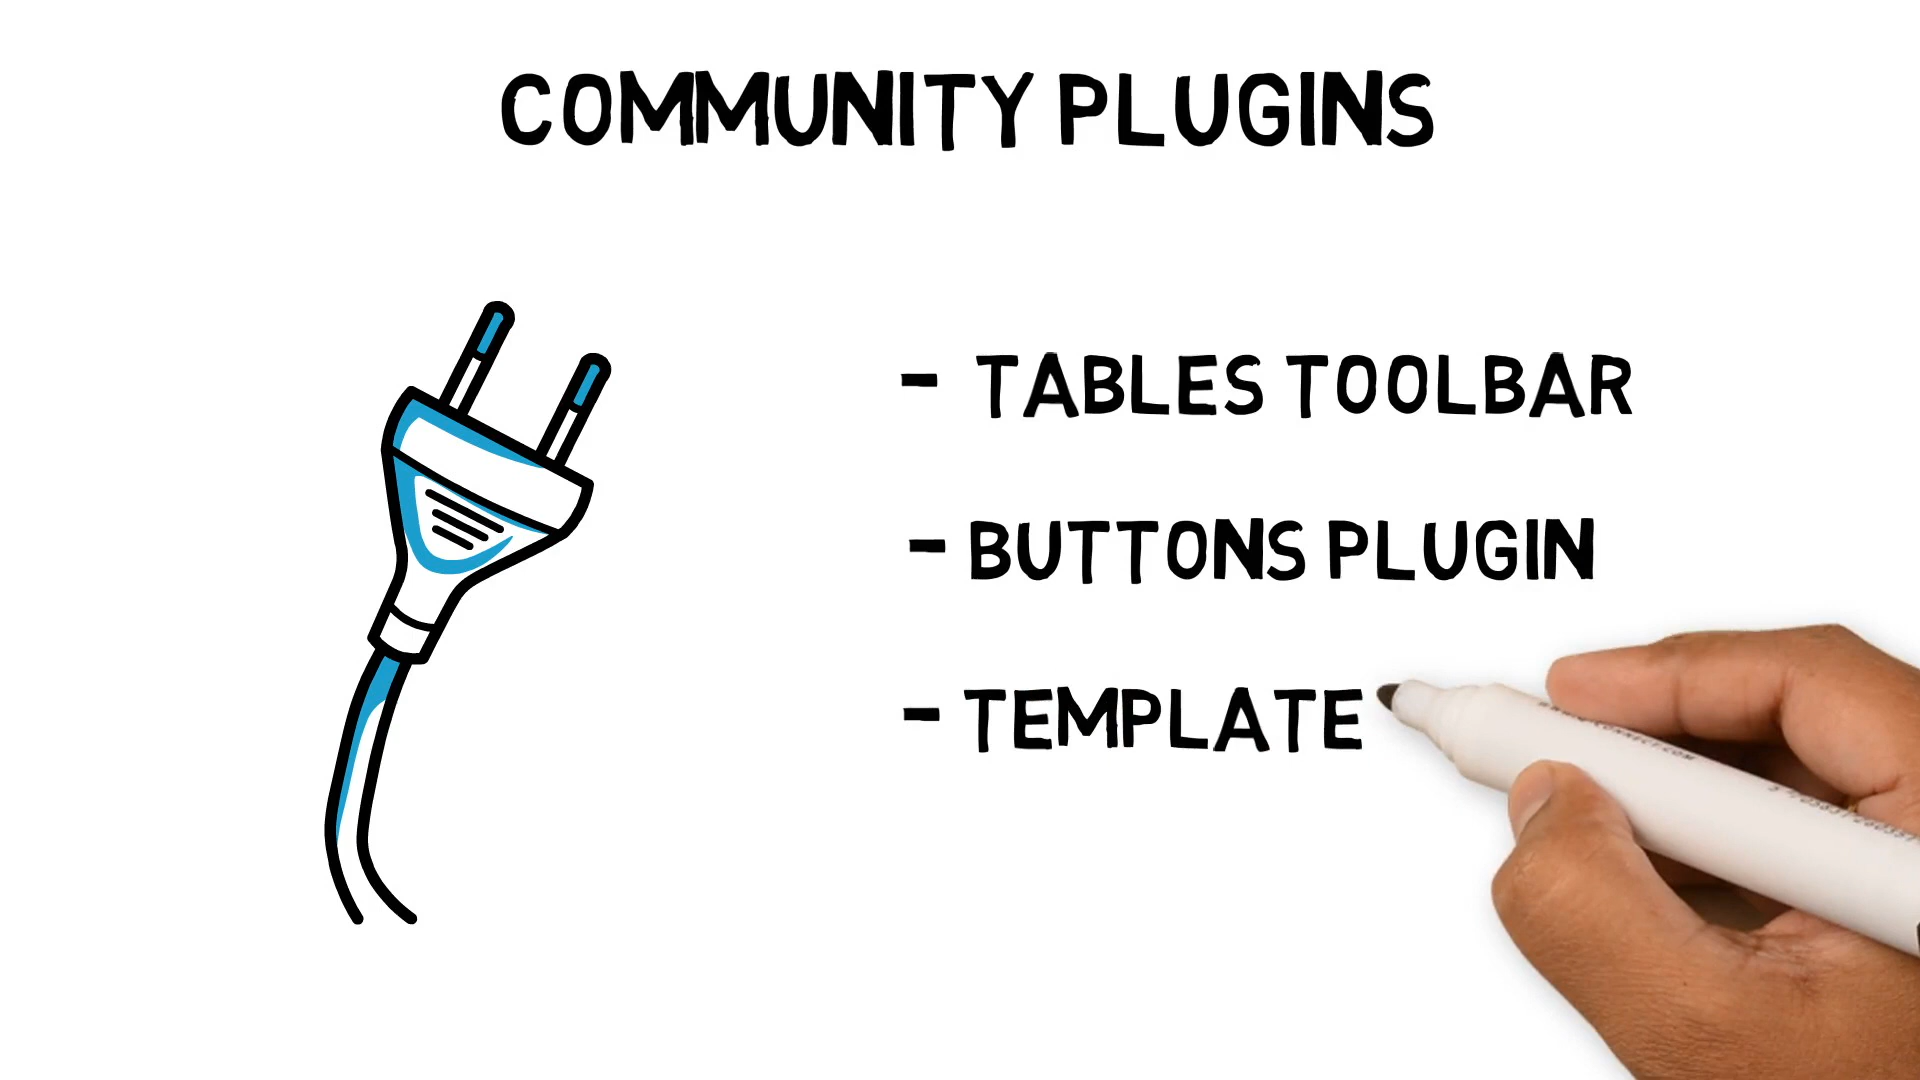 COMMUNITY PLUGINS
- TABLES TOOLBAR
- BUTTONS PLUGIN
- TEMPLATE